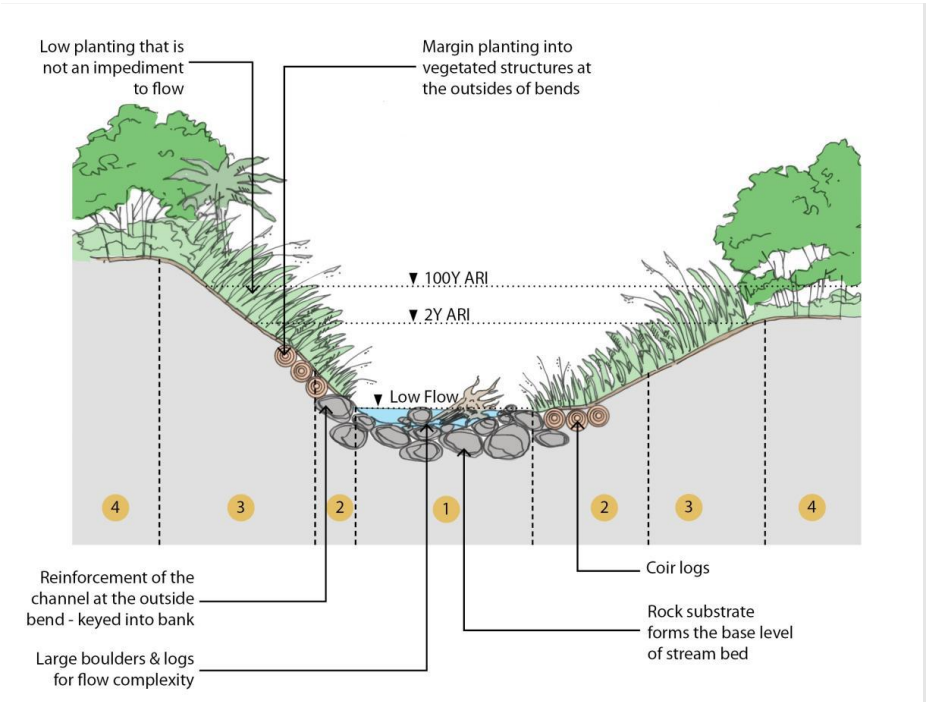 Low planting that is
not an impediment
to flow
Margin planting into
vegetated structures at
the outsides of bends
▼ 100Y ARI
▼ 2Y ARI
▼ Low Flow
4
3
2
1
2
3
4
Reinforcement of the
channel at the outside
bend - keyed into bank
Large boulders & logs
for flow complexity
Coir logs
Rock substrate
forms the base level
of stream bed